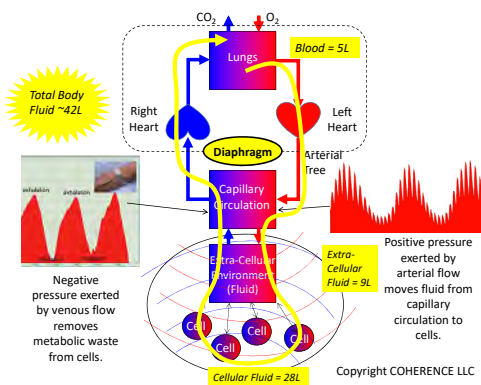 CO2
O2
Blood = 5L
Lungs
Total Body
Fluid ~42L
Right
Heart
Left
Heart
Diaphragm
Arterial
Tree
exhalation
exhalation
Capillary
Circulation
Negative
pressure exerted
by venous flow
removes
metabolic waste
from cells.
Extra-Cellular
Environment
(Fluid)
Extra-
Cellular
Fluid = 9L
Positive pressure
exerted by
arterial flow
moves fluid from
capillary
circulation to
cells.
Cell
Cell
Cell
Cell
Cellular Fluid = 28L
Copyright COHERENCE LLC